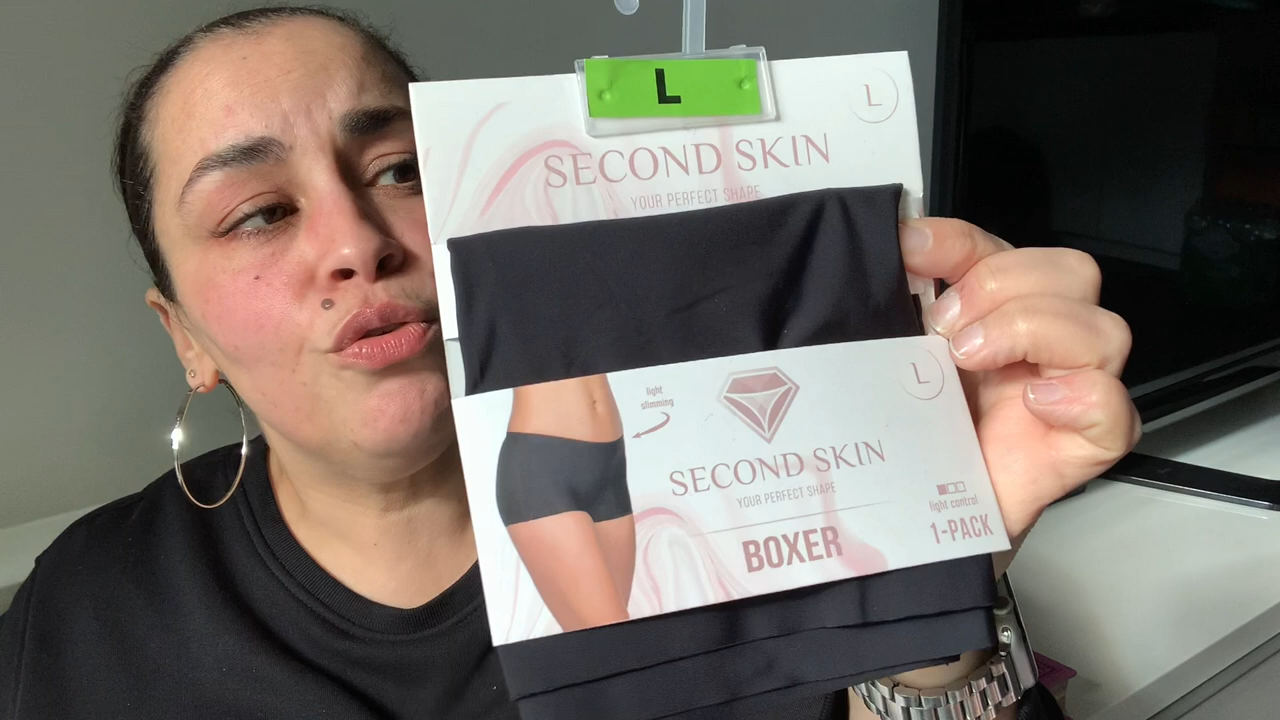 L
L
SECOND SKIN
YOUR PERFECT SHAPE
light
slimming
L
SECOND SKIN
YOUR PERFECT SHAPE
light control
BOXER
1-PACK